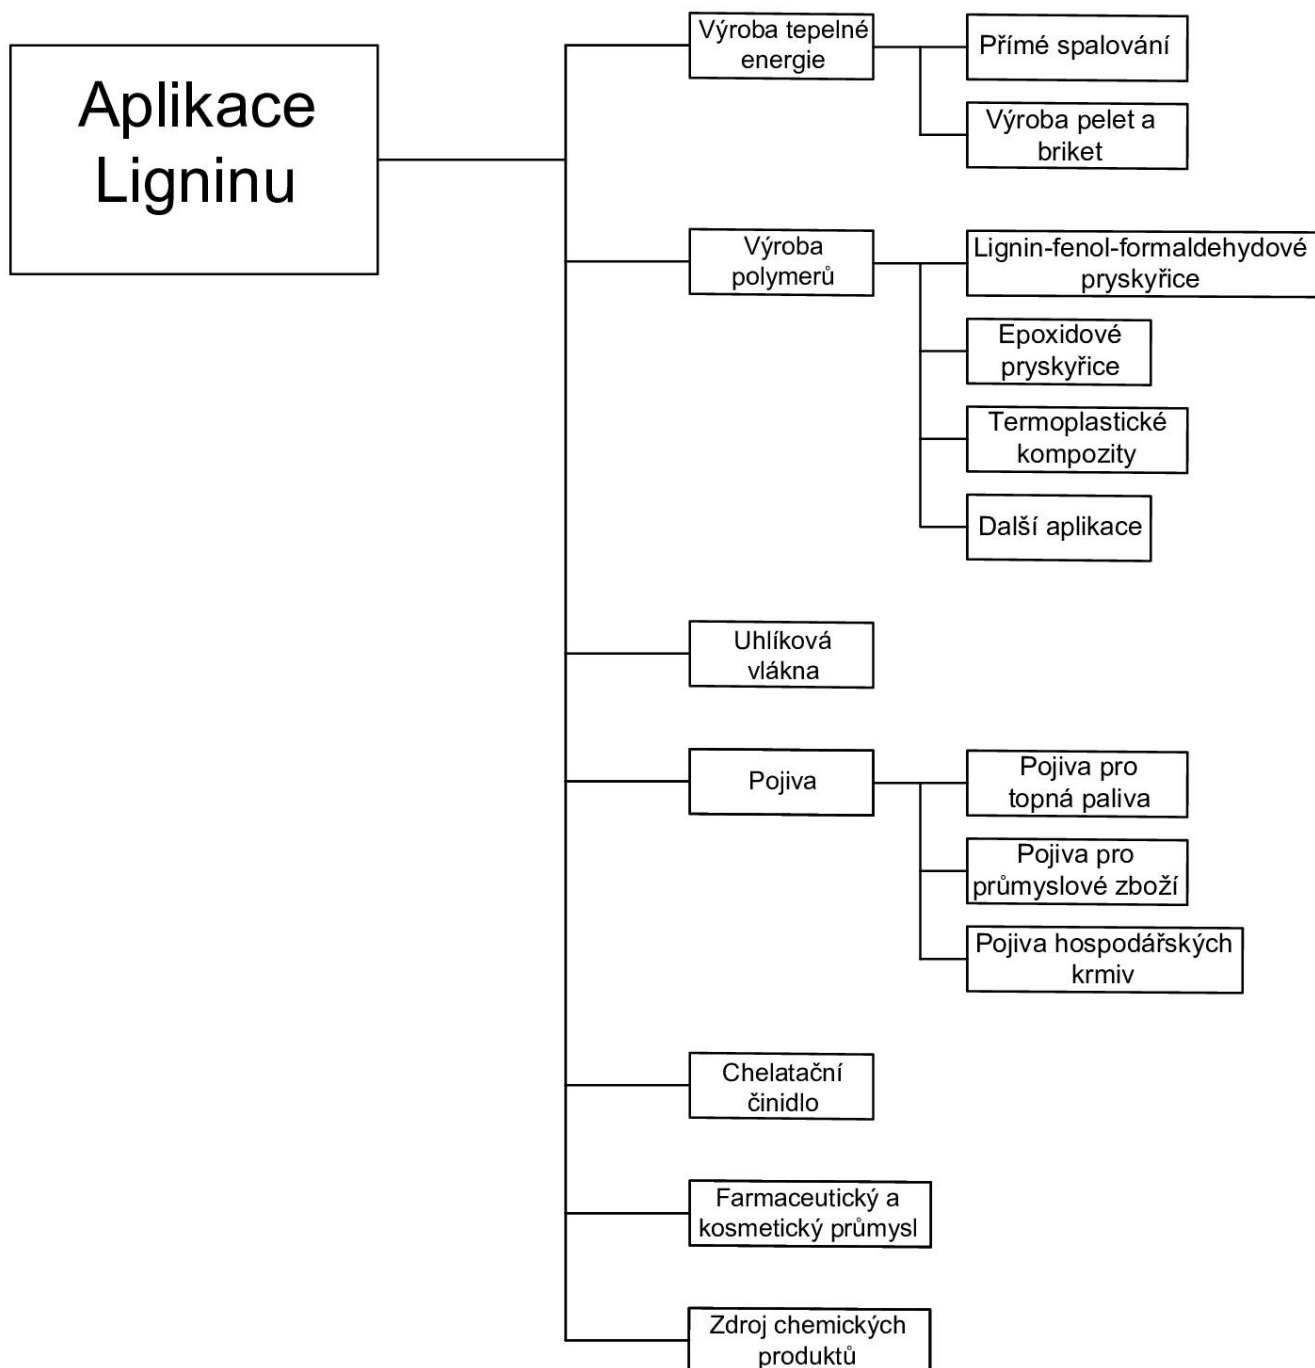 Aplikace
Ligninu
Výroba tepelné
energie
Přímé spalování
Výroba pelet a
briket
Výroba
polymerů
Lignin-fenol-formaldehydové
pryskyřice
Epoxidové
pryskyřice
Termoplastické
kompozity
Další aplikace
Uhlíková
vlákna
Pojiva
Pojiva pro
topná paliva
Pojiva pro
průmyslové zboží
Pojiva hospodářských
krmiv
Chelatační
činidlo
Farmaceutický a
kosmetický průmysl
Zdroj chemických
produktů